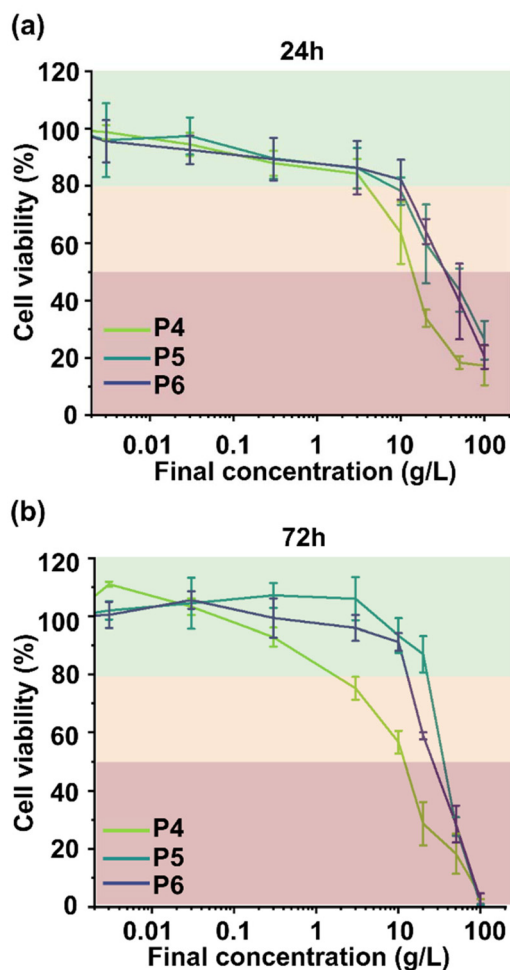 (a)
24h
120
100
80
60
40
20
0
Cell viability (%)
P4
P5
P6
0.01 0.1 1 10 100
Final concentration (g/L)
(b)
72h
120
100
80
60
40
20
0
Cell viability (%)
P4
P5
P6
0.01 0.1 1 10 100
Final concentration (g/L)